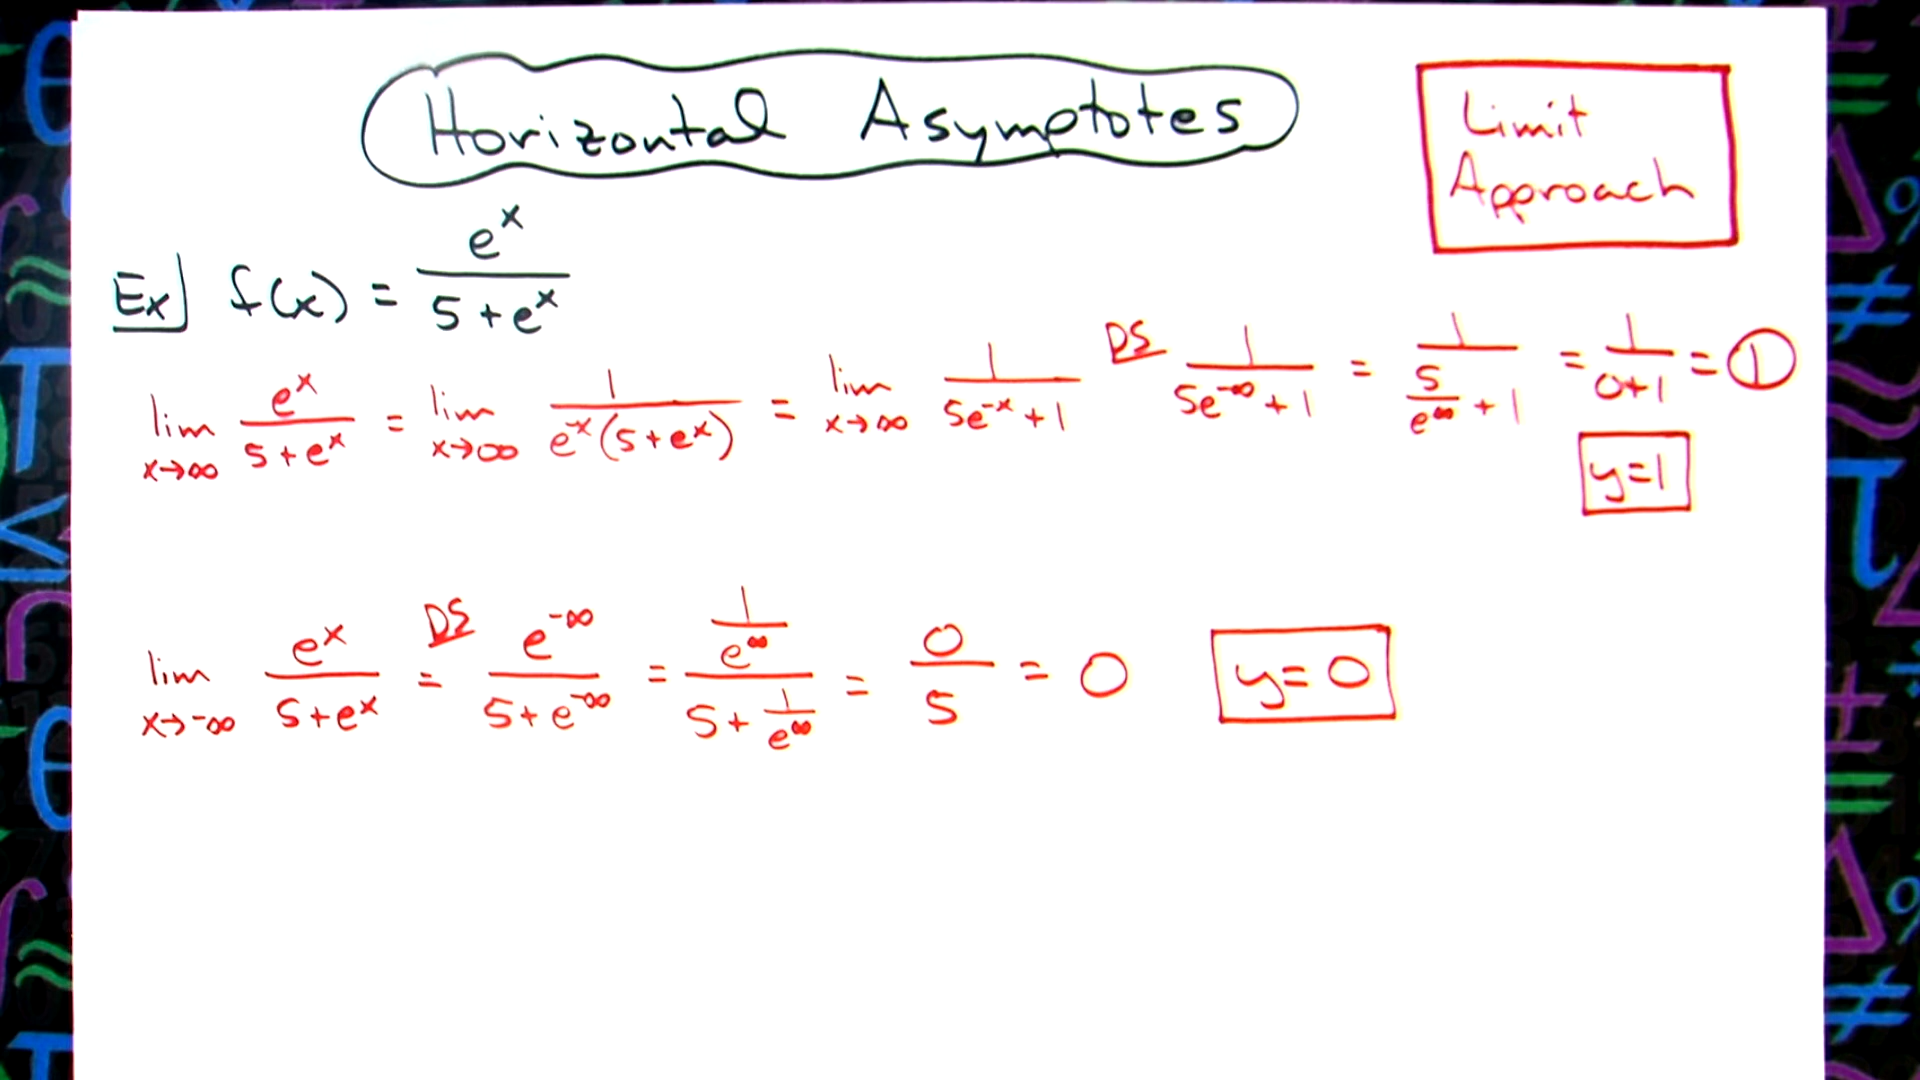 Horizontal Asymptotes
Limit
Approach
Ex] f(x) = e^x / (5+e^x)
lim x→∞ e^x / (5+e^x) = lim x→∞ 1 / (e^-x(5+e^x)) = lim x→∞ 1 / (5e^-x+1) DS 1 / (5e^-∞+1) = 1 / (5/e^∞ + 1) = 1 / (0+1) = 1
y=1
lim x→-∞ e^x / (5+e^x) DS = e^-∞ / (5+e^-∞) = (1/e^∞) / (5+1/e^∞) = 0/5 = 0 y=0